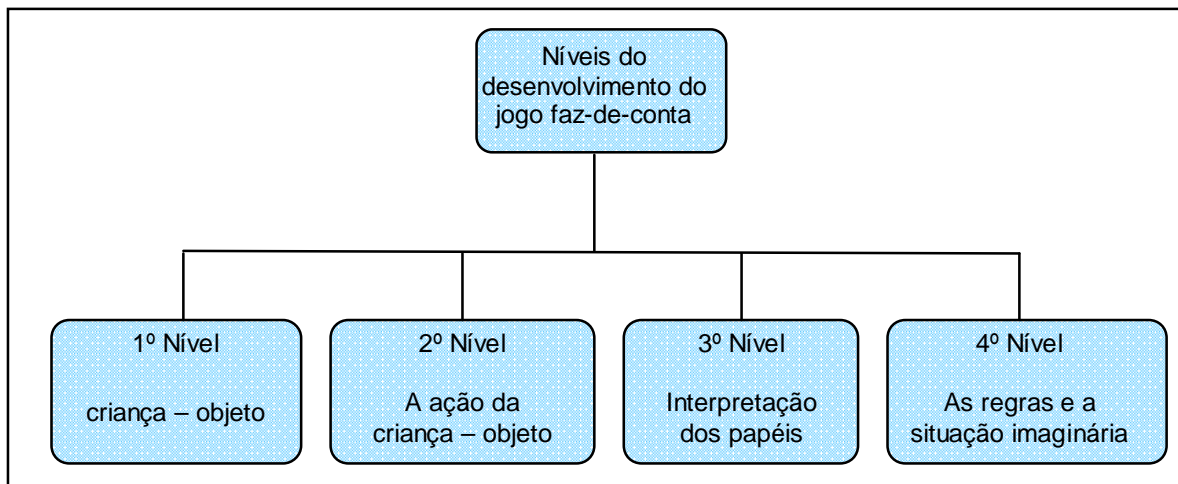 Níveis do
desenvolvimento do
jogo faz-de-conta
1º Nível
criança – objeto
2º Nível
A ação da
criança – objeto
3º Nível
Interpretação
dos papéis
4º Nível
As regras e a
situação imaginária